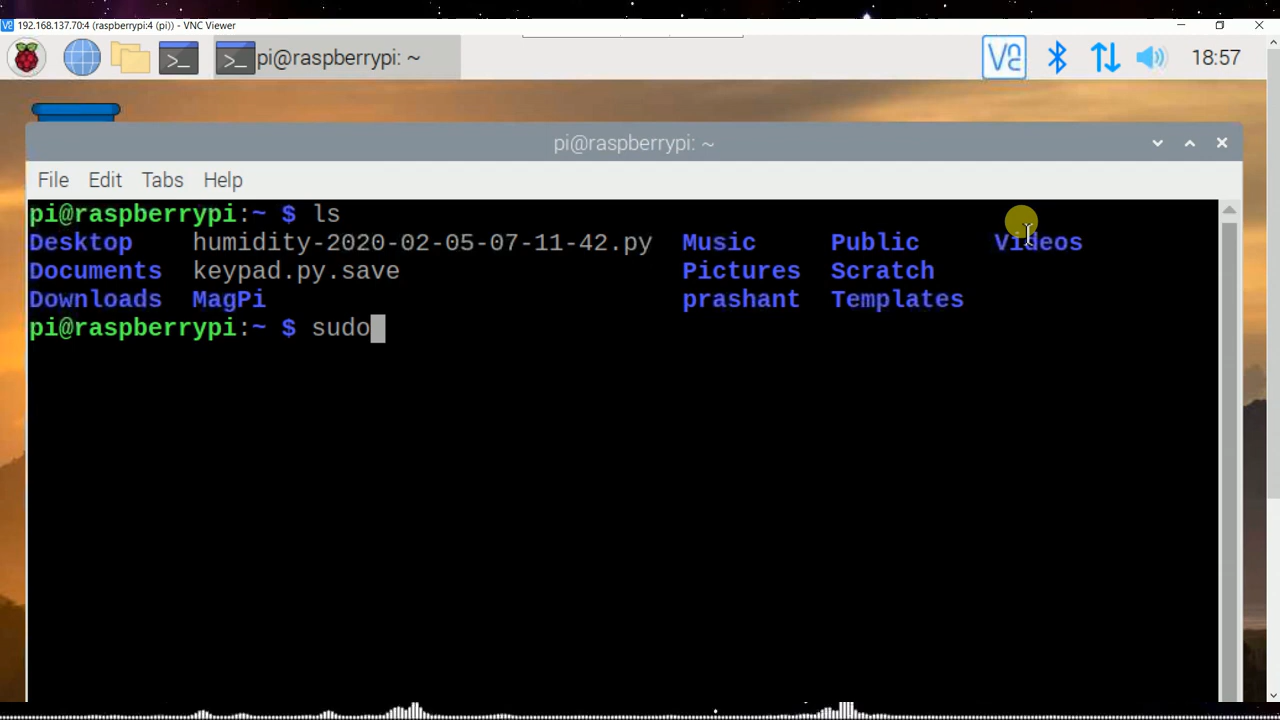 192.168.137.70:4 (raspberrypi:4 (pi)) - VNC Viewer
pi@raspberrypi: ~ 18:57
pi@raspberrypi: ~
File Edit Tabs Help
pi@raspberrypi:~ $ ls
Desktop humidity-2020-02-05-07-11-42.py Music Public Videos
Documents keypad.py.save Pictures Scratch
Downloads MagPi prashant Templates
pi@raspberrypi:~ $ sudo